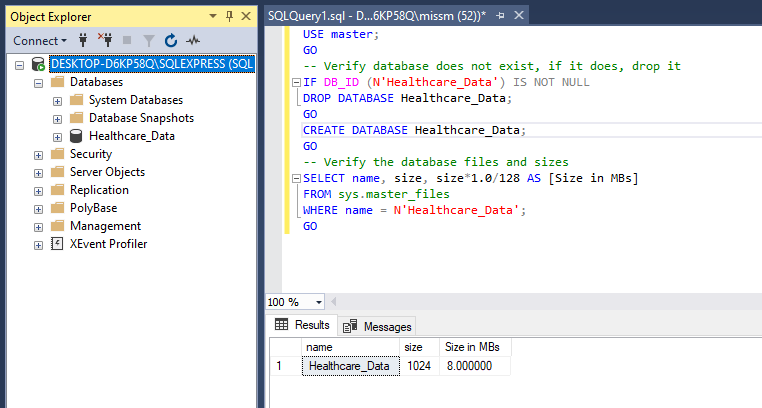 Object Explorer
Connect
DESKTOP-D6KP58Q\SQLEXPRESS (SQL
Databases
System Databases
Database Snapshots
Healthcare_Data
Security
Server Objects
Replication
PolyBase
Management
XEvent Profiler
SQLQuery1.sql - D...6KP58Q\missm (52))*
USE master;
GO
-- Verify database does not exist, if it does, drop it
IF DB_ID (N'Healthcare_Data') IS NOT NULL
DROP DATABASE Healthcare_Data;
GO
CREATE DATABASE Healthcare_Data;
GO
-- Verify the database files and sizes
SELECT name, size, size*1.0/128 AS [Size in MBs]
FROM sys.master_files
WHERE name = N'Healthcare_Data';
GO
100 %
Results Messages
name size Size in MBs
1 Healthcare_Data 1024 8.000000